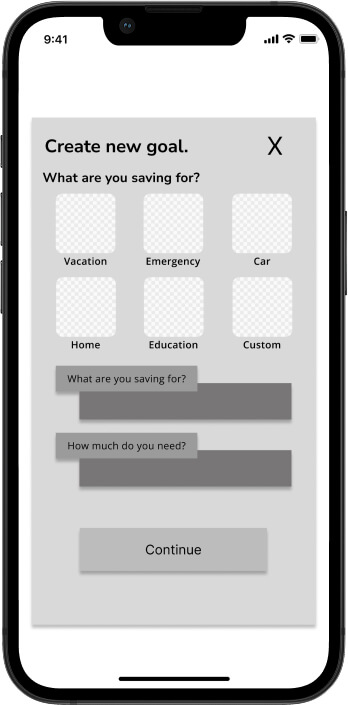 9:41
Create new goal. X
What are you saving for?
Vacation Emergency Car
Home Education Custom
What are you saving for?
How much do you need?
Continue